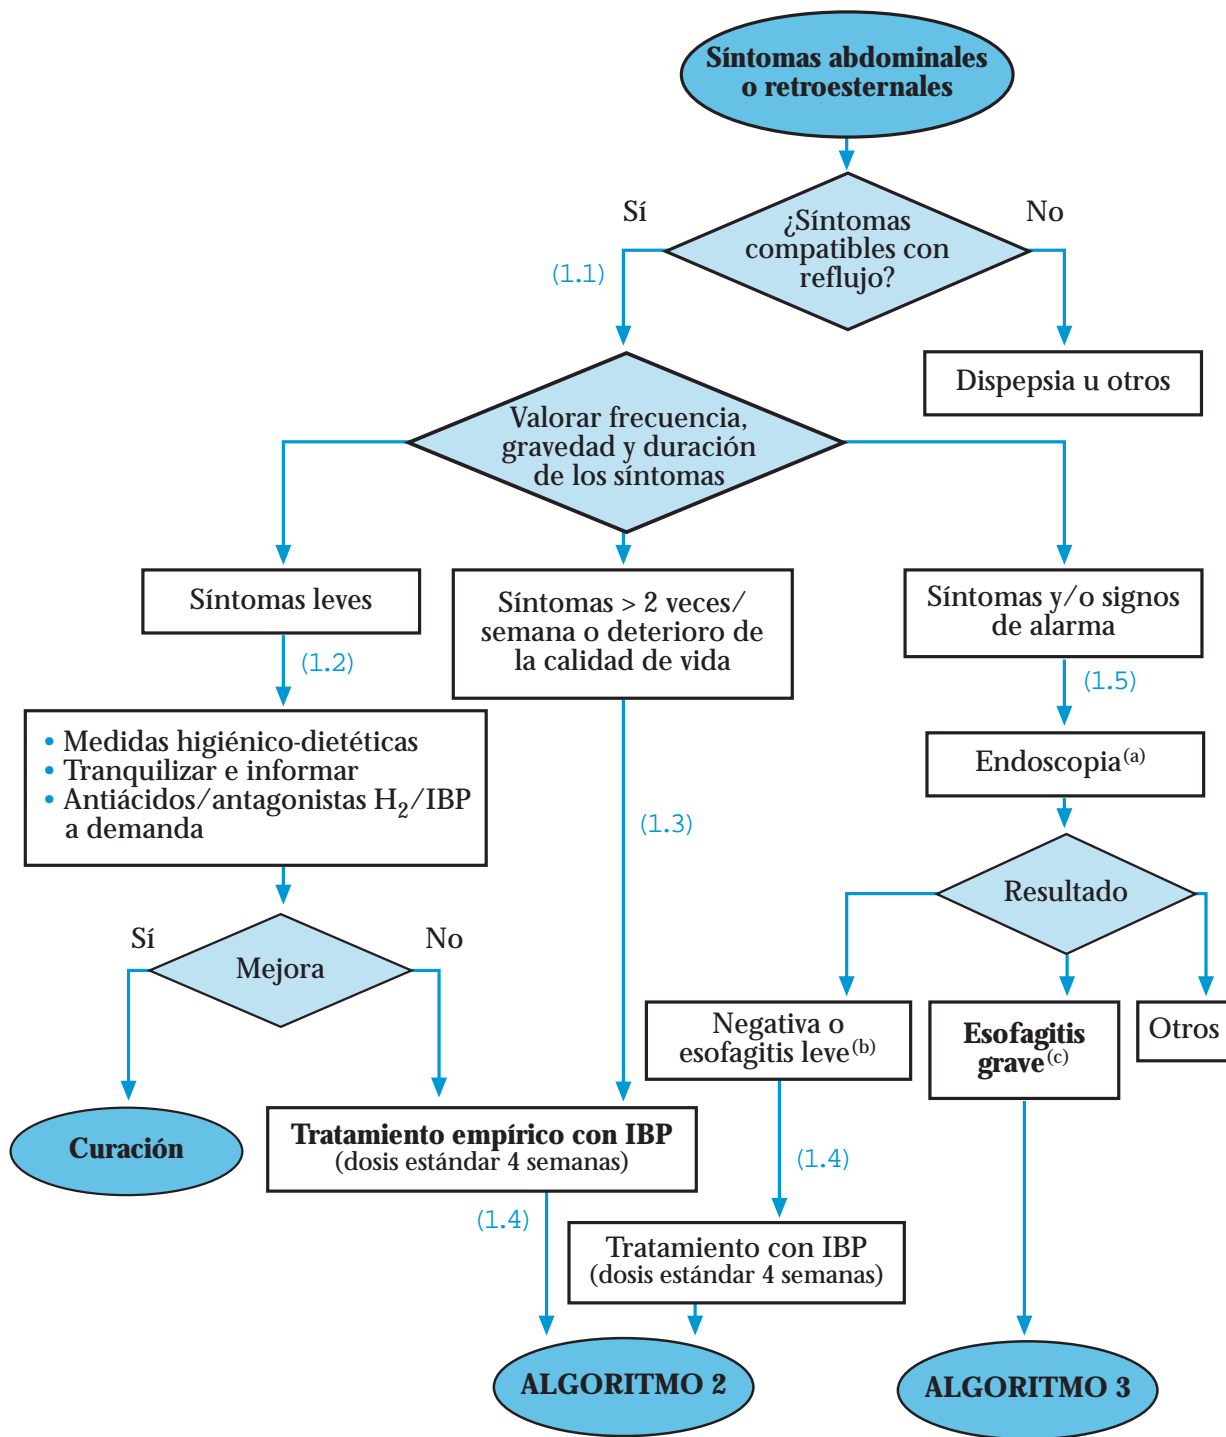 Síntomas abdominales
o retroesternales
Sí
No
¿Síntomas
compatibles con
reflujo?
(1.1)
Dispepsia u otros
Valorar frecuencia,
gravedad y duración
de los síntomas
Síntomas leves
Síntomas > 2 veces/
semana o deterioro de
la calidad de vida
Síntomas y/o signos
de alarma
(1.2)
(1.5)
• Medidas higiénico-dietéticas
• Tranquilizar e informar
• Antiácidos/antagonistas H2/IBP
a demanda
Endoscopia(a)
(1.3)
Resultado
Sí
No
Mejora
Negativa o
esofagitis leve(b)
Esofagitis
grave(c)
Otros
Curación
Tratamiento empírico con IBP
(dosis estándar 4 semanas)
(1.4)
(1.4)
Tratamiento con IBP
(dosis estándar 4 semanas)
ALGORITMO 2
ALGORITMO 3